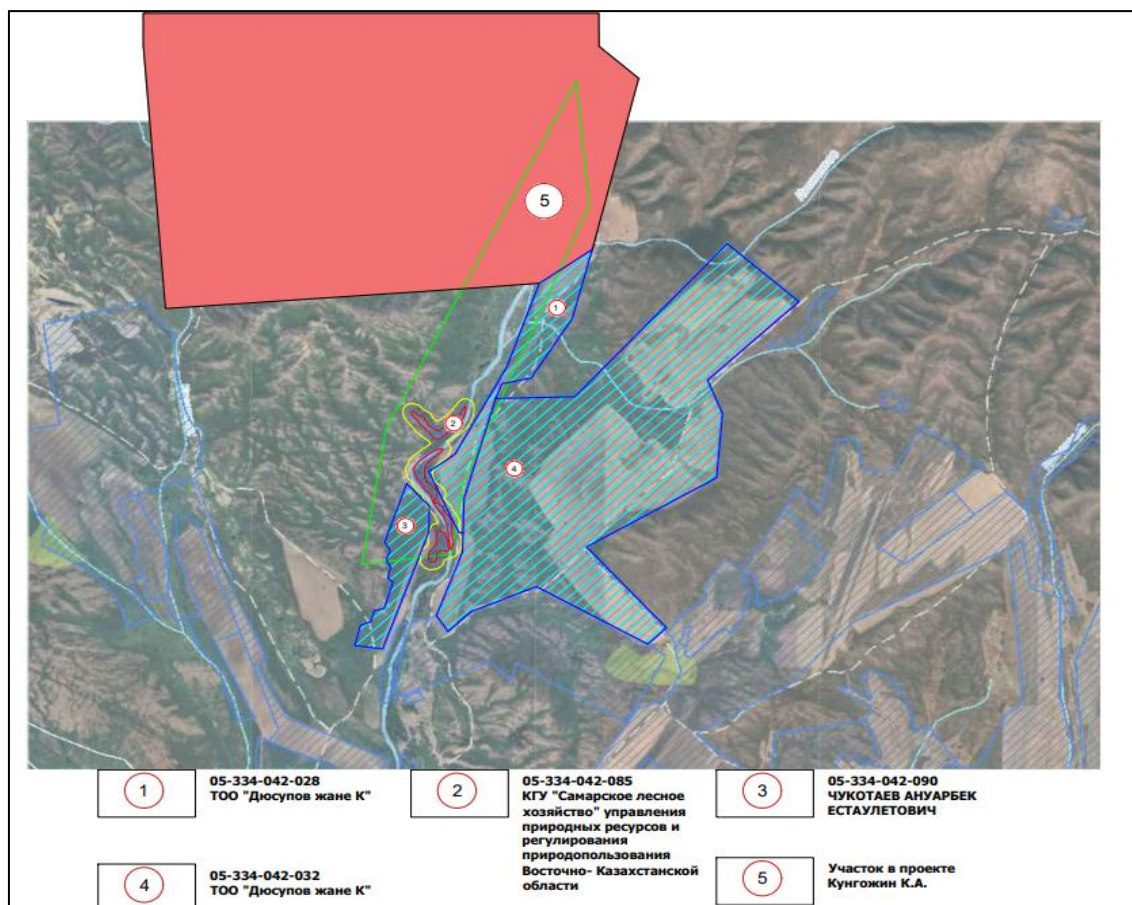 5
1
2
4
3
1
05-334-042-028
ТОО "Дюсупов жане К"
2
05-334-042-085
КГУ "Самарское лесное
хозяйство" управления
природных ресурсов и
регулирования
природопользования
Восточно- Казахстанской
области
3
05-334-042-090
ЧУКОТАЕВ АНУАРБЕК
ЕСТАУЛЕТОВИЧ
4
05-334-042-032
ТОО "Дюсупов жане К"
5
Участок в проекте
Кунгожин К.А.